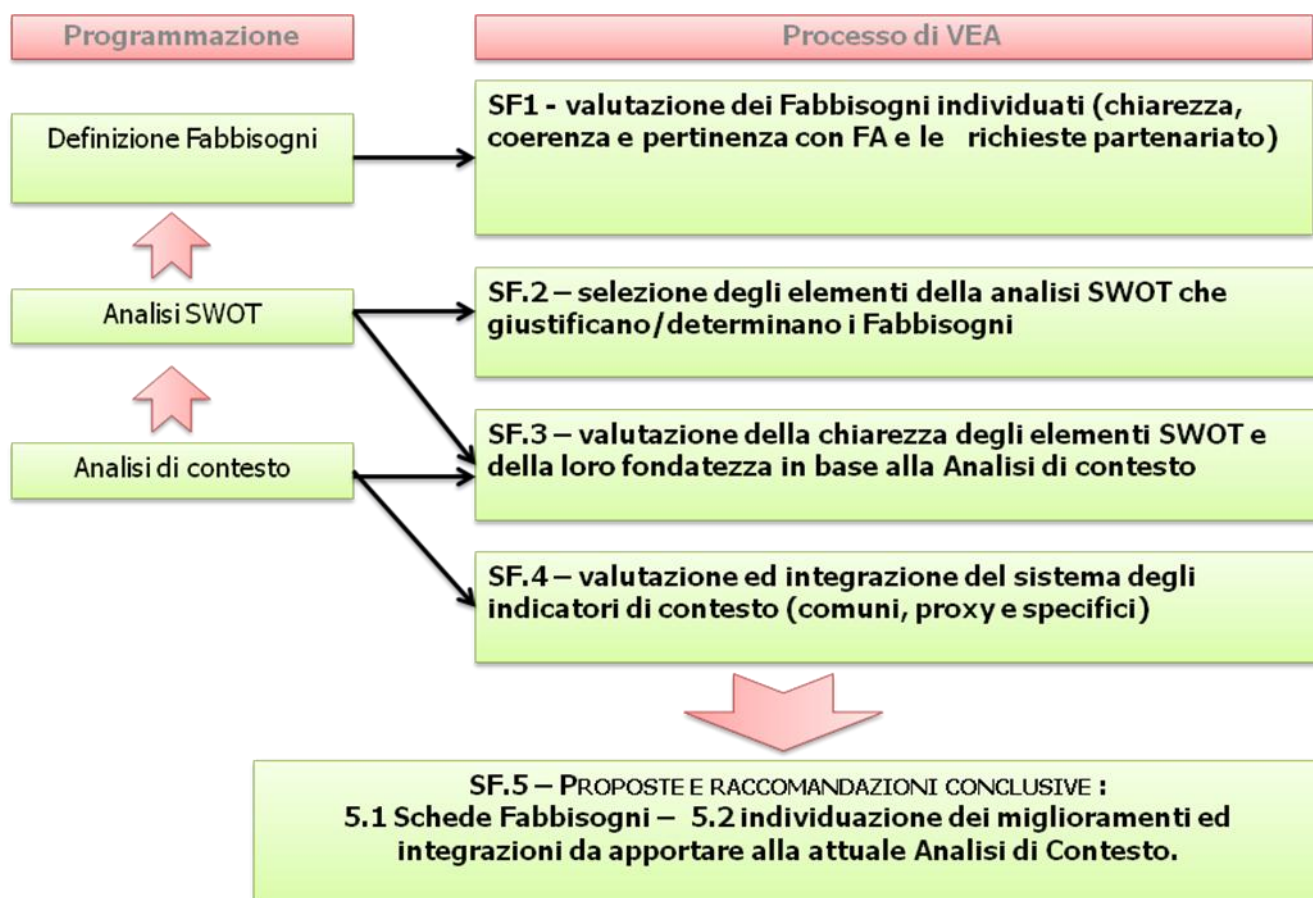 Programmazione
Processo di VEA
Definizione Fabbisogni
SF1 - valutazione dei Fabbisogni individuati (chiarezza,
coerenza e pertinenza con FA e le richieste partenariato)
Analisi SWOT
SF.2 – selezione degli elementi della analisi SWOT che
giustificano/determinano i Fabbisogni
Analisi di contesto
SF.3 – valutazione della chiarezza degli elementi SWOT e
della loro fondatezza in base alla Analisi di contesto
SF.4 – valutazione ed integrazione del sistema degli
indicatori di contesto (comuni, proxy e specifici)
SF.5 – PROPOSTE E RACCOMANDAZIONI CONCLUSIVE :
5.1 Schede Fabbisogni – 5.2 individuazione dei miglioramenti ed
integrazioni da apportare alla attuale Analisi di Contesto.